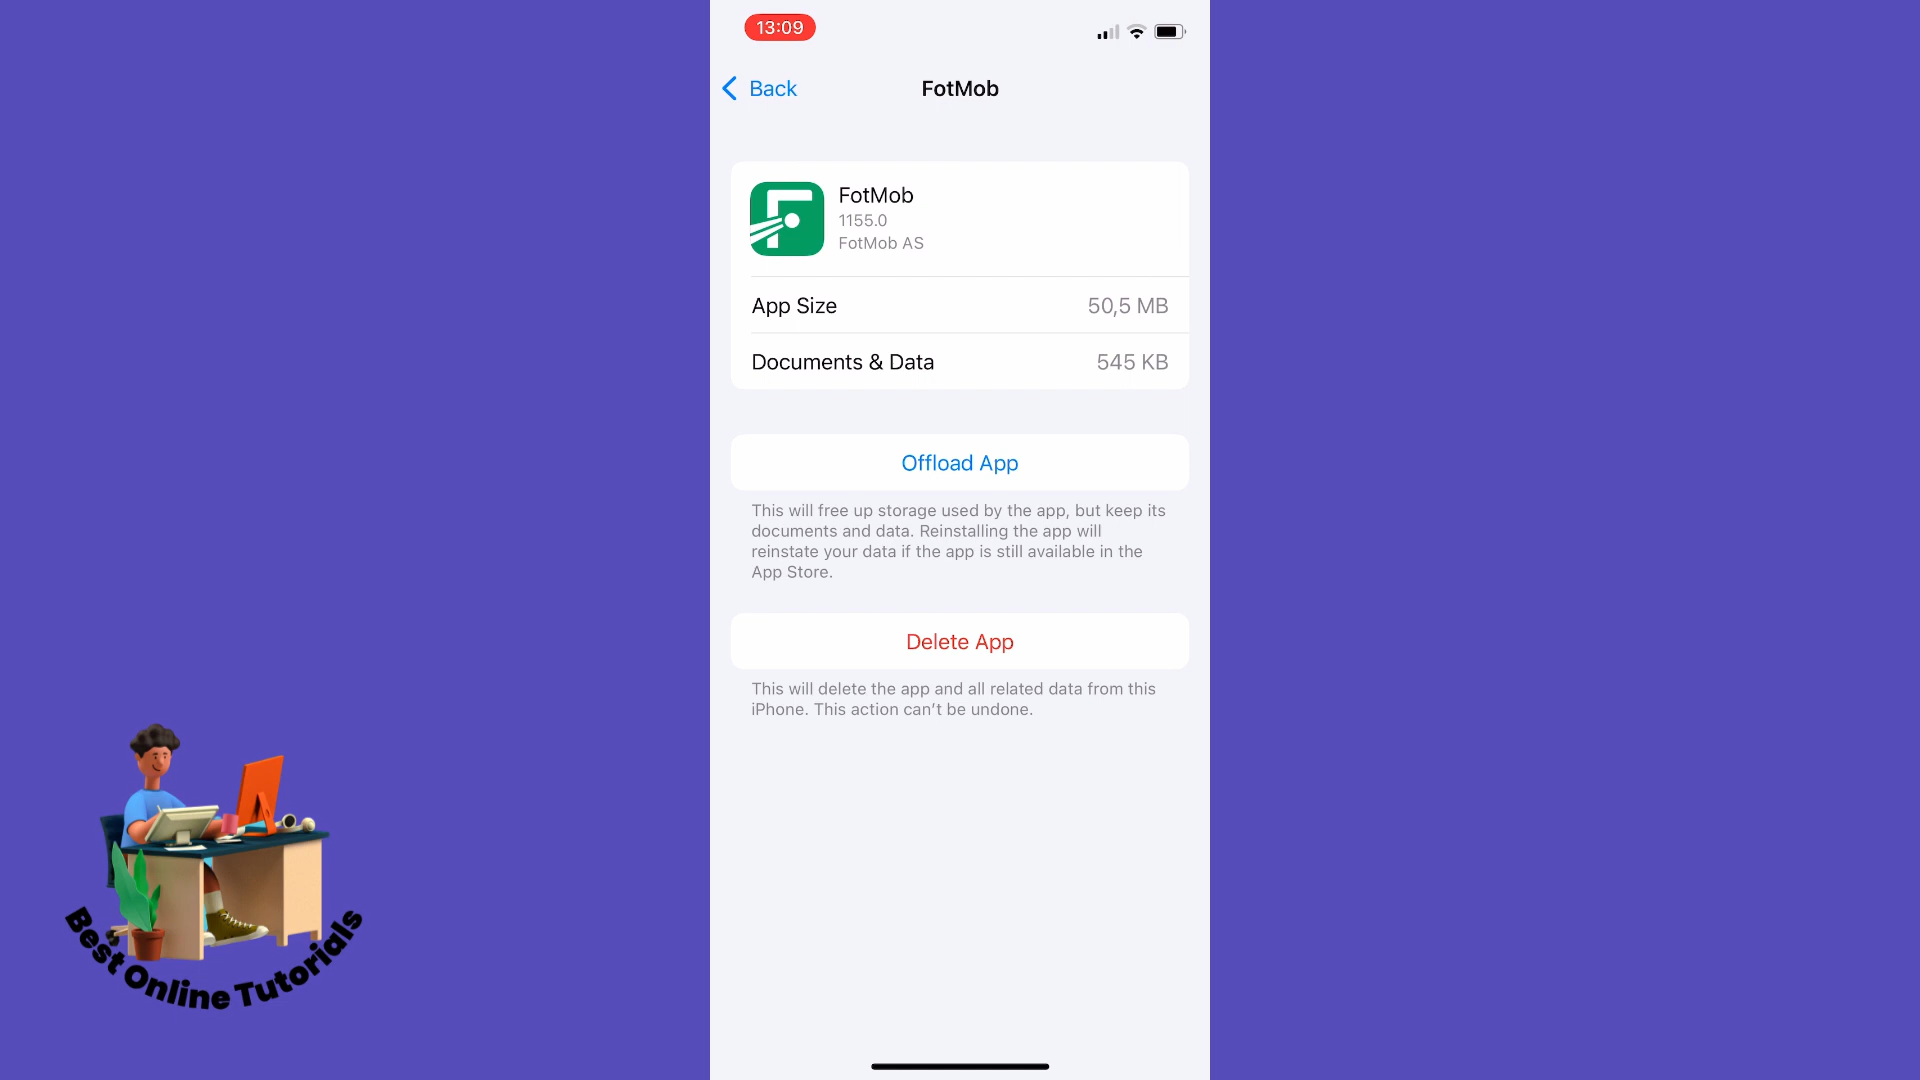 13:09
Back
FotMob
FotMob
1155.0
FotMob AS
App Size
50,5 MB
Documents & Data
545 KB
Offload App
This will free up storage used by the app, but keep its
documents and data. Reinstalling the app will
reinstate your data if the app is still available in the
App Store.
Delete App
This will delete the app and all related data from this
iPhone. This action can't be undone.
Best Online Tutorials